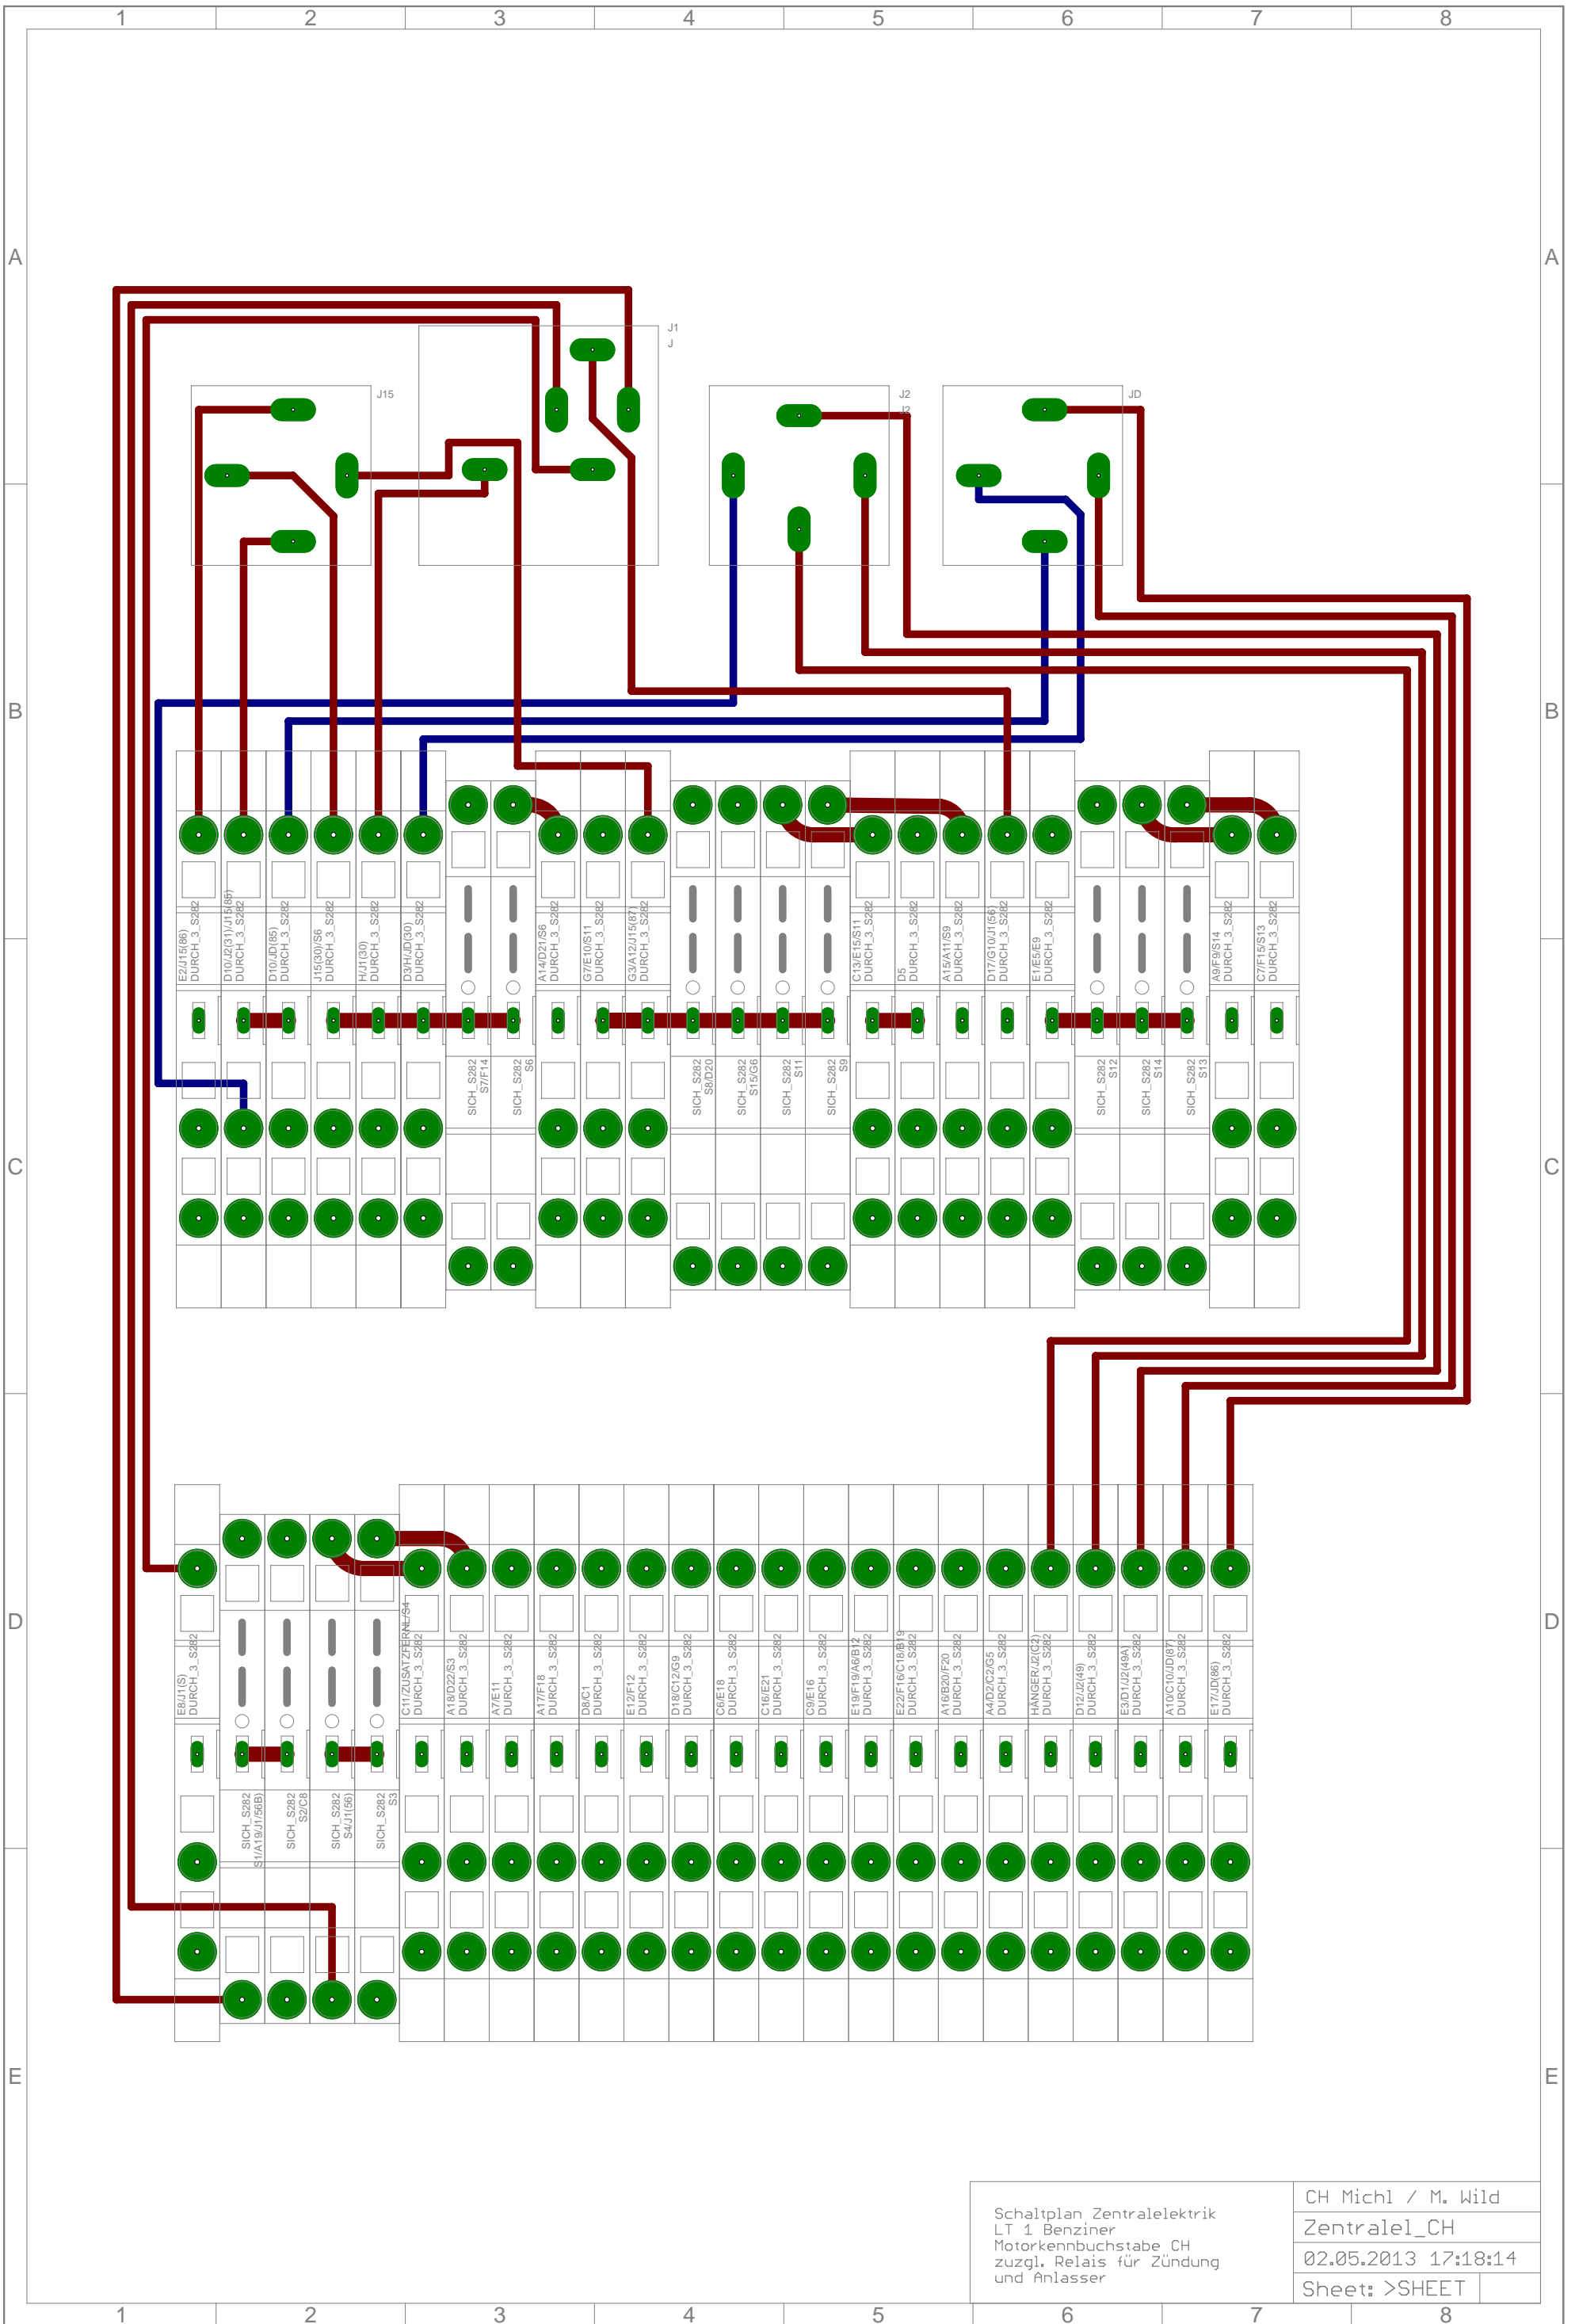 1 2 3 4 5 6 7 8
A A
J1
J
J15
J2
J2
JD
B B
E2/J15(86)
DURCH_3_S282
D10/J2(31)/J15(85)
DURCH_3_S282
D10/JD(85)
DURCH_3_S282
J15(30)/S6
DURCH_3_S282
H/J1(30)
DURCH_3_S282
D3/H/JD(30)
DURCH_3_S282
SICH_S282
S7/F14
SICH_S282
S6
A14/D21/S6
DURCH_3_S282
G7/E10/S11
DURCH_3_S282
G3/A12/J15(87)
DURCH_3_S282
SICH_S282
S8/D20
SICH_S282
S15/G6
SICH_S282
S11
SICH_S282
S9
C13/E15/S11
DURCH_3_S282
D5
DURCH_3_S282
A15/A11/S9
DURCH_3_S282
D17/G10/J1(56)
DURCH_3_S282
E1/E5/E9
DURCH_3_S282
SICH_S282
S12
SICH_S282
S14
SICH_S282
S13
A9/F9/S14
DURCH_3_S282
C7/F15/S13
DURCH_3_S282
C C
D D
E8/J1(S)
DURCH_3_S282
SICH_S282
S1/A19/J1/56B)
SICH_S282
S2/C8
SICH_S282
S4/J1(56)
SICH_S282
S3
C11/ZUSATZFERNL/S4
DURCH_3_S282
A18/D22/S3
DURCH_3_S282
A7/E11
DURCH_3_S282
A17/F18
DURCH_3_S282
D8/C1
DURCH_3_S282
E12/F12
DURCH_3_S282
D18/C12/G9
DURCH_3_S282
C6/E18
DURCH_3_S282
C16/E21
DURCH_3_S282
C9/E16
DURCH_3_S282
E19/F19/A6/B12
DURCH_3_S282
E22/F16/C18/B19
DURCH_3_S282
A16/B20/F20
DURCH_3_S282
A4/D2/C2/G5
DURCH_3_S282
HÄNGER/J2(C2)
DURCH_3_S282
D12/J2(49)
DURCH_3_S282
E3/D1/J2(49A)
DURCH_3_S282
A10/C10/JD(87)
DURCH_3_S282
E17/JD(86)
DURCH_3_S282
E E
Schaltplan Zentralelektrik
LT 1 Benziner
Motorkennbuchstabe CH
zuzgl. Relais für Zündung
und Anlasser
CH Michl / M. Wild
Zentralel_CH
02.05.2013 17:18:14
Sheet: >SHEET
1 2 3 4 5 6 7 8